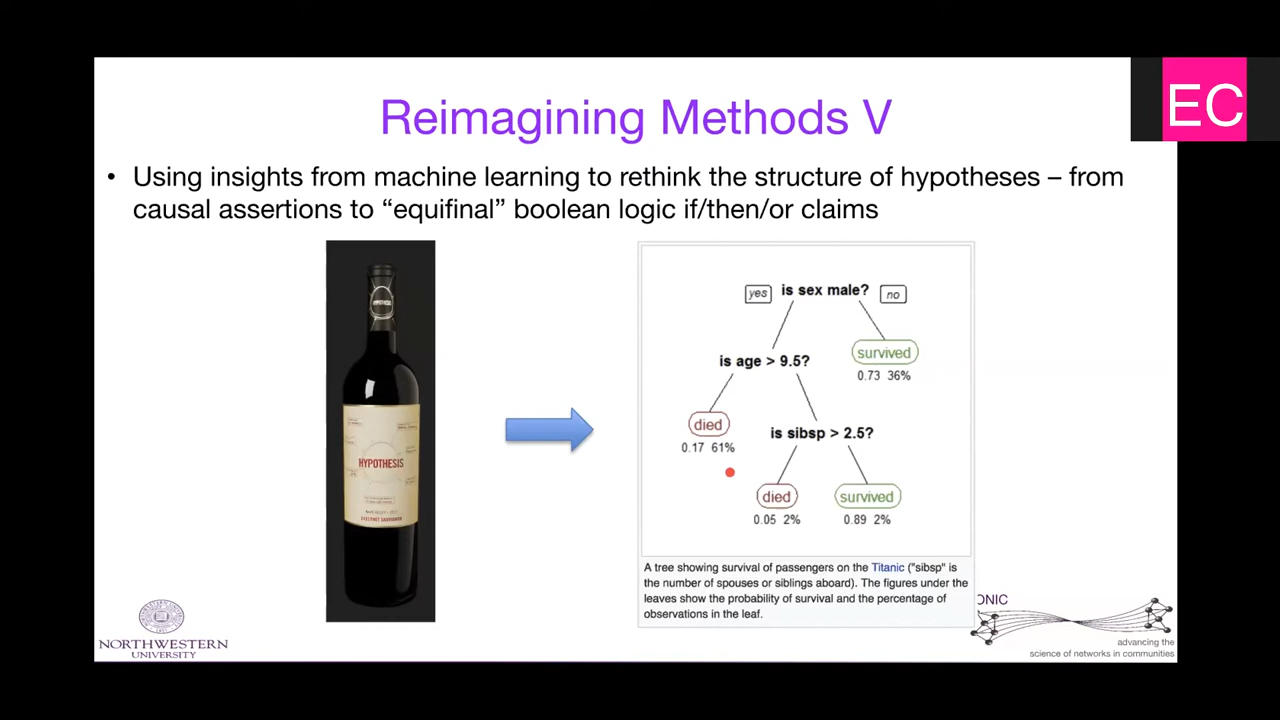 EC
Reimagining Methods V
• Using insights from machine learning to rethink the structure of hypotheses – from
causal assertions to “equifinal” boolean logic if/then/or claims
yes is sex male? no
survived
0.73 36%
is age > 9.5?
died
0.17 61%
is sibsp > 2.5?
died survived
0.05 2% 0.89 2%
HYPOTHESIS
CABERNET SAUVIGNON
A tree showing survival of passengers on the Titanic ("sibsp" is
the number of spouses or siblings aboard). The figures under the
leaves show the probability of survival and the percentage of
observations in the leaf.
NORTHWESTERN
UNIVERSITY
ONIC
advancing the
science of networks in communities